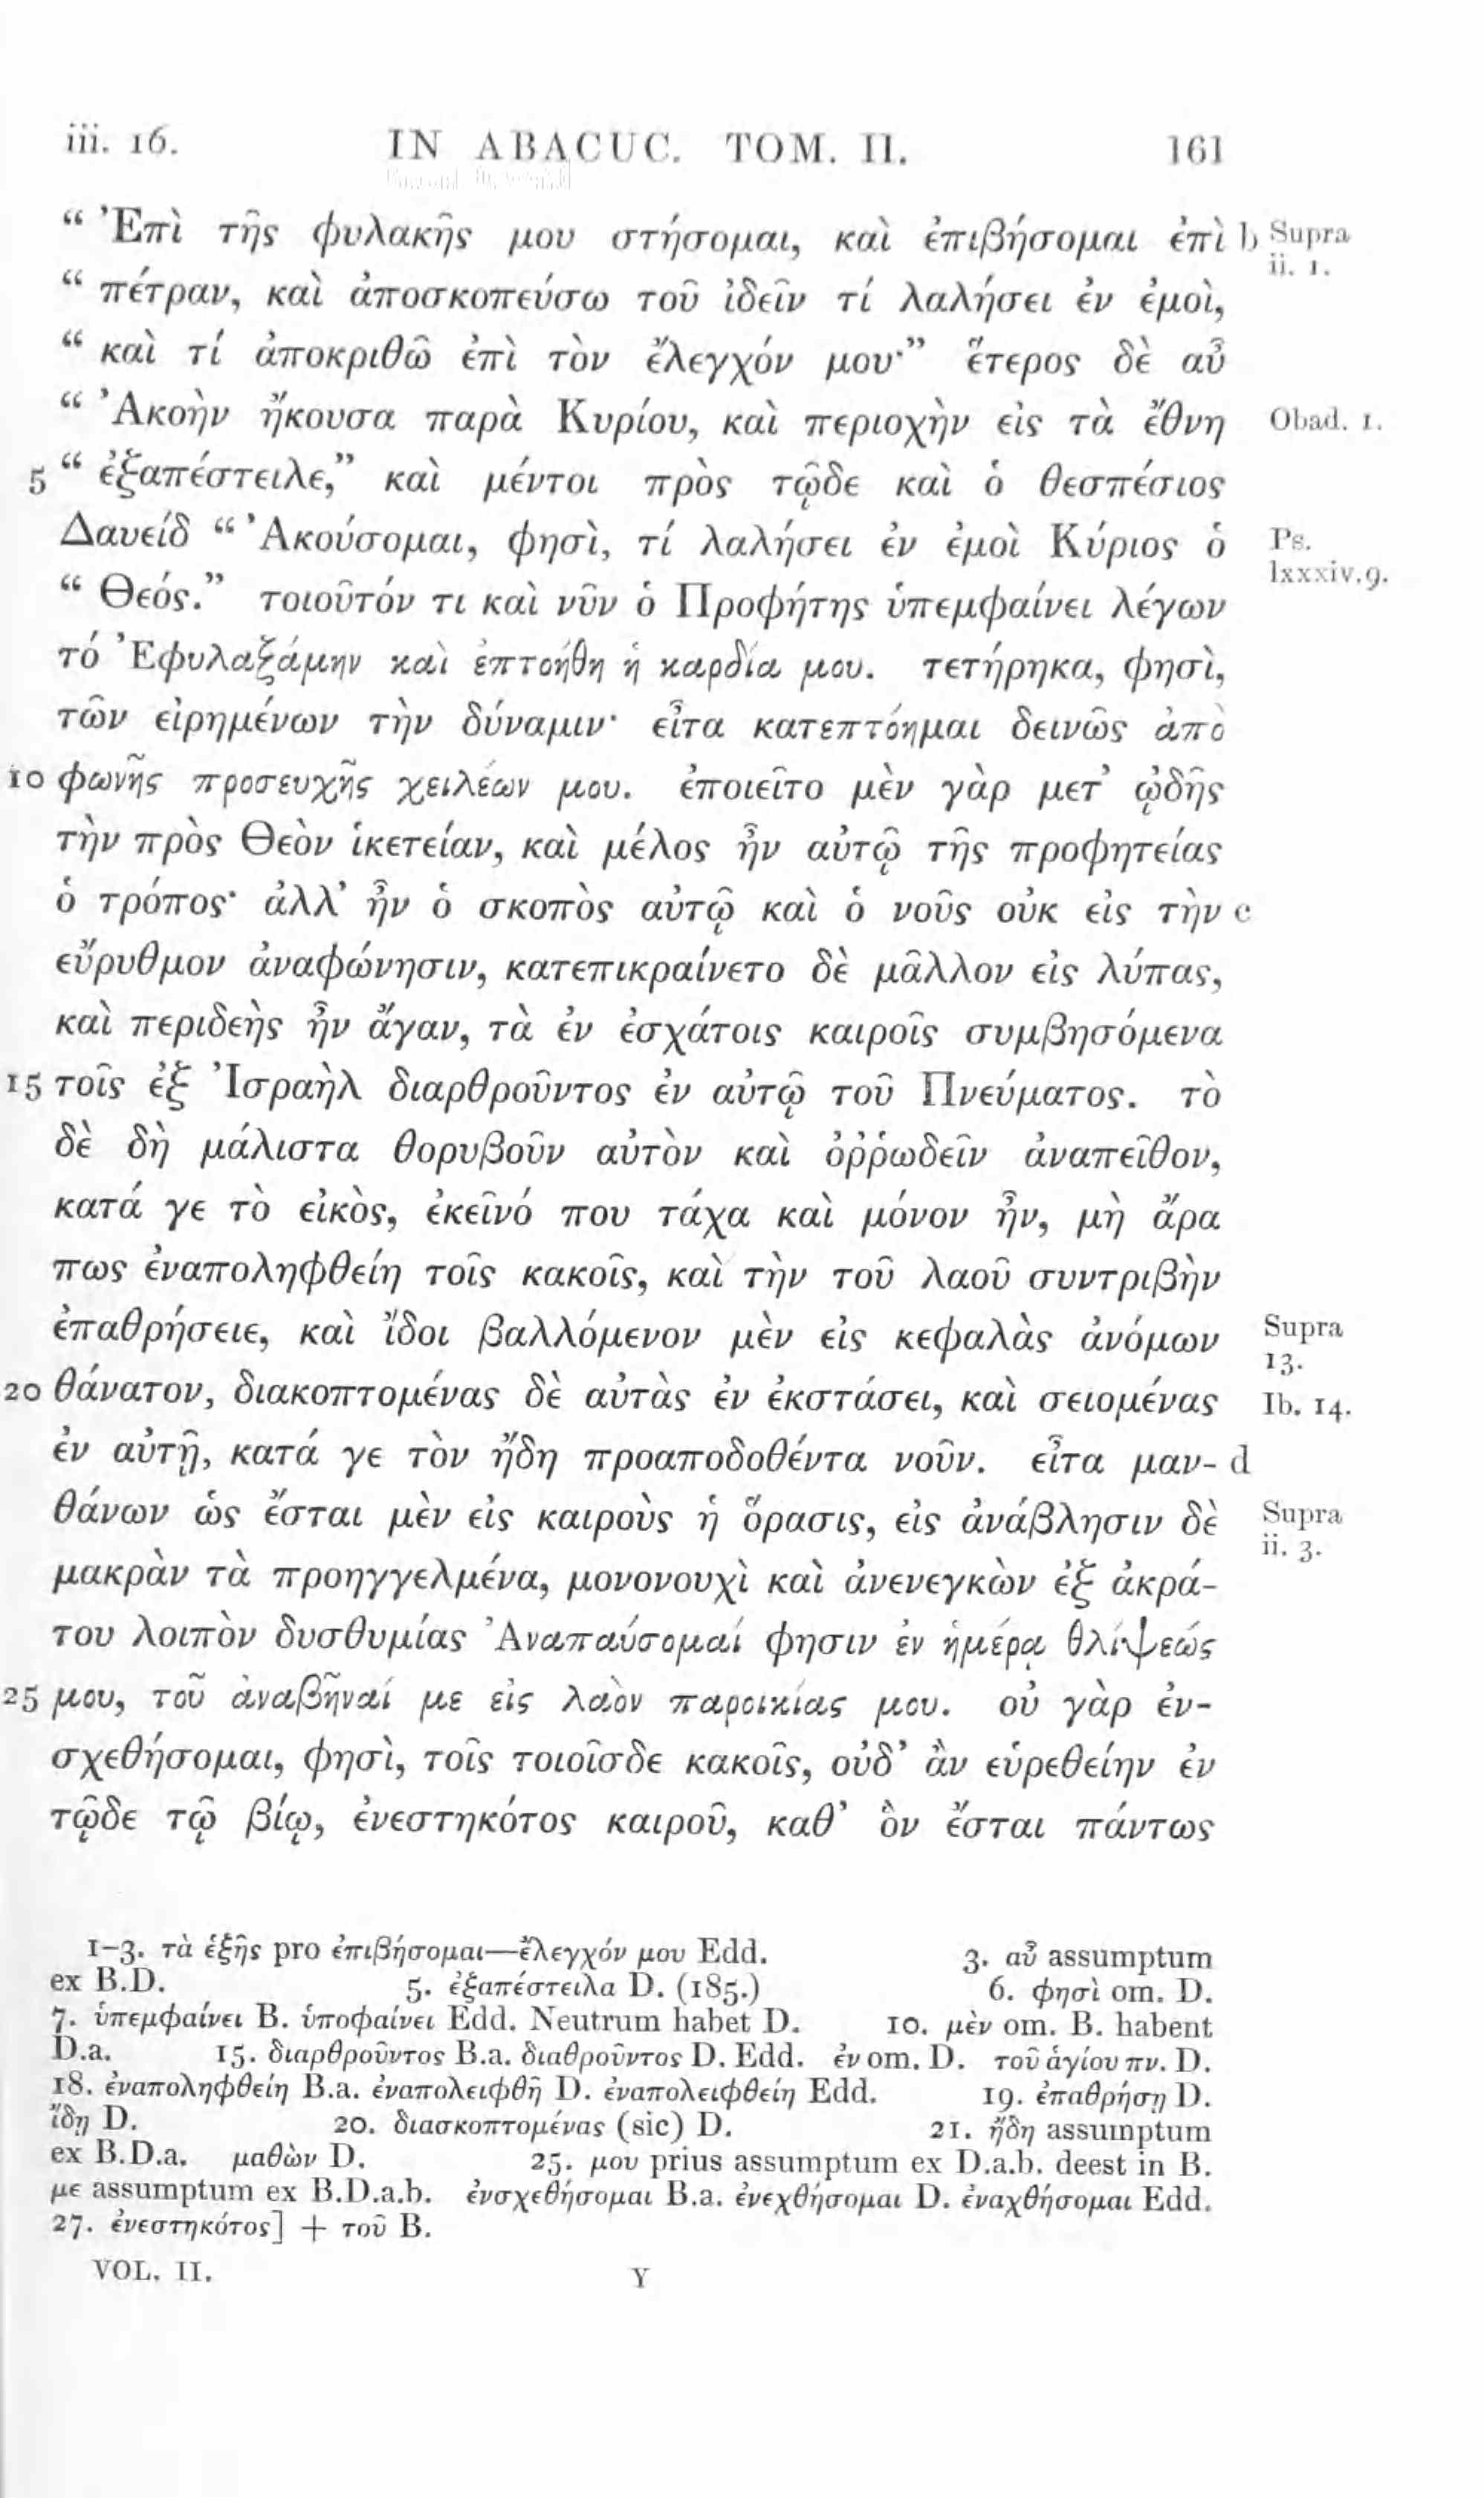 iii. 16. IN ABACUC. TOM. II. 161
“ Ἐπὶ τῆς φυλακῆς μου στήσομαι, καὶ ἐπιβήσομαι ἐπὶ b Supra
ii. 1.
“ πέτραν, καὶ ἀποσκοπεύσω τοῦ ἰδεῖν τί λαλήσει ἐν ἐμοὶ,
“ καὶ τί ἀποκριθῶ ἐπὶ τὸν ἔλεγχόν μου·” ἕτερος δὲ αὖ
“ Ἀκοὴν ἤκουσα παρὰ Κυρίου, καὶ περιοχὴν εἰς τὰ ἔθνη Obad. 1.
5 “ ἐξαπέστειλε,” καὶ μέντοι πρὸς τῷδε καὶ ὁ θεσπέσιος
Δαυείδ “ Ἀκούσομαι, φησὶ, τί λαλήσει ἐν ἐμοὶ Κύριος ὁ Ps.
lxxxiv. 9.
“ Θεός.” τοιοῦτόν τι καὶ νῦν ὁ Προφήτης ὑπεμφαίνει λέγων
τό Ἐφυλαξάμην καὶ ἐπτοήθη ἡ καρδία μου. τετήρηκα, φησὶ,
τῶν εἰρημένων τὴν δύναμιν· εἶτα κατεπτόημαι δεινῶς ἀπὸ
10 φωνῆς προσευχῆς χειλέων μου. ἐποιεῖτο μὲν γὰρ μετ’ ᾠδῆς
τὴν πρὸς Θεὸν ἱκετείαν, καὶ μέλος ἦν αὐτῷ τῆς προφητείας
ὁ τρόπος· ἀλλ’ ἦν ὁ σκοπὸς αὐτῷ καὶ ὁ νοῦς οὐκ εἰς τὴν c
εὔρυθμον ἀναφώνησιν, κατεπικραίνετο δὲ μᾶλλον εἰς λύπας,
καὶ περιδεὴς ἦν ἄγαν, τὰ ἐν ἐσχάτοις καιροῖς συμβησόμενα
15 τοῖς ἐξ Ἰσραὴλ διαρθροῦντος ἐν αὐτῷ τοῦ Πνεύματος. τὸ
δὲ δὴ μάλιστα θορυβοῦν αὐτὸν καὶ ὀῤῥωδεῖν ἀναπεῖθον,
κατά γε τὸ εἰκὸς, ἐκεῖνό που τάχα καὶ μόνον ἦν, μὴ ἄρα
πως ἐναποληφθείη τοῖς κακοῖς, καὶ τὴν τοῦ λαοῦ συντριβὴν
ἐπαθρήσειε, καὶ ἴδοι βαλλόμενον μὲν εἰς κεφαλὰς ἀνόμων Supra
13.
20 θάνατον, διακοπτομένας δὲ αὐτὰς ἐν ἐκστάσει, καὶ σειομένας Ib. 14.
ἐν αὐτῇ, κατά γε τὸν ἤδη προαποδοθέντα νοῦν. εἶτα μαν- d
θάνων ὡς ἔσται μὲν εἰς καιροὺς ἡ ὅρασις, εἰς ἀνάβλησιν δὲ Supra
ii. 3.
μακρὰν τὰ προηγγελμένα, μονονουχὶ καὶ ἀνενεγκὼν ἐξ ἀκρά-
του λοιπὸν δυσθυμίας Ἀναπαύσομαί φησιν ἐν ἡμέρᾳ θλίψεώς
25 μου, τοῦ ἀναβῆναί με εἰς λαὸν παροικίας μου. οὐ γὰρ ἐν-
σχεθήσομαι, φησὶ, τοῖς τοιοῖσδε κακοῖς, οὐδ’ ἂν εὑρεθείην ἐν
τῷδε τῷ βίῳ, ἐνεστηκότος καιροῦ, καθ’ ὃν ἔσται πάντως
1–3. τὰ ἑξῆς pro ἐπιβήσομαι—ἔλεγχόν μου Edd. 3. αὖ assumptum
ex B.D. 5. ἐξαπέστειλα D. (185.) 6. φησὶ om. D.
7. ὑπεμφαίνει B. ὑποφαίνει Edd. Neutrum habet D. 10. μὲν om. B. habent
D.a. 15. διαρθροῦντος B.a. διαθροῦντος D. Edd. ἐν om. D. τοῦ ἁγίου πν. D.
18. ἐναποληφθείη B.a. ἐναπολειφθῇ D. ἐναπολειφθείη Edd. 19. ἐπαθρήσῃ D.
ἴδῃ D. 20. διασκοπτομένας (sic) D. 21. ἤδη assumptum
ex B.D.a. μαθὼν D. 25. μου prius assumptum ex D.a.b. deest in B.
με assumptum ex B.D.a.b. ἐνσχεθήσομαι B.a. ἐνεχθήσομαι D. ἐναχθήσομαι Edd.
27. ἐνεστηκότος] + τοῦ B.
VOL. II. Y